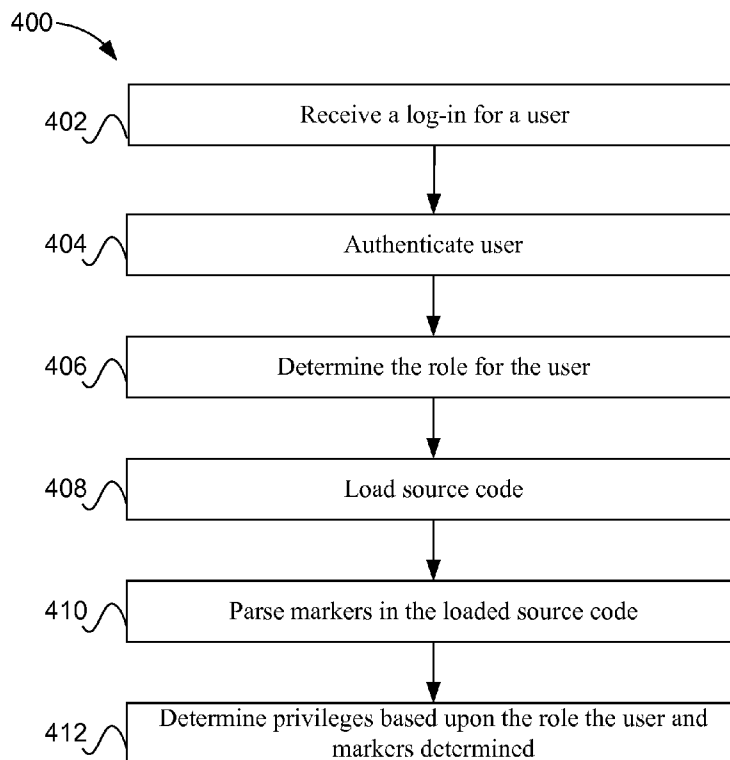 400
402
Receive a log-in for a user
404
Authenticate user
406
Determine the role for the user
408
Load source code
410
Parse markers in the loaded source code
412
Determine privileges based upon the role the user and
markers determined